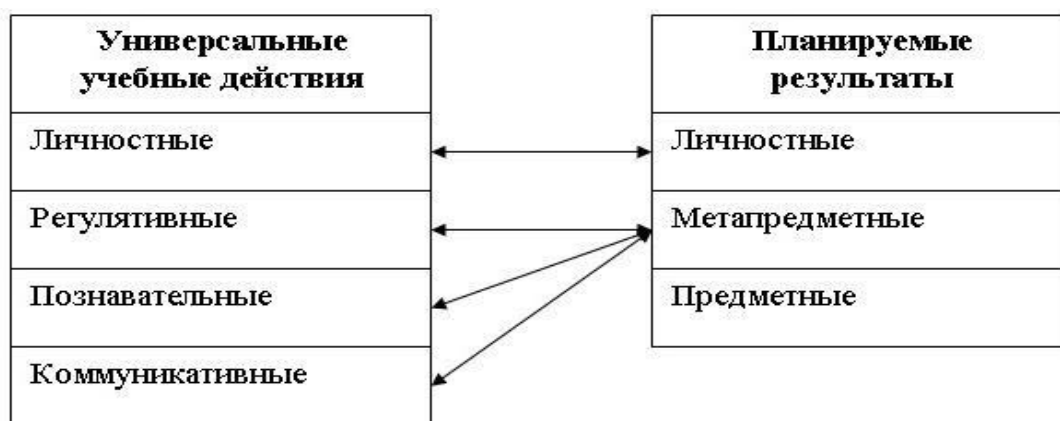 Универсальные
учебные действия
Личностные
Регулятивные
Познавательные
Коммуникативные
Планируемые
результаты
Личностные
Метапредметные
Предметные